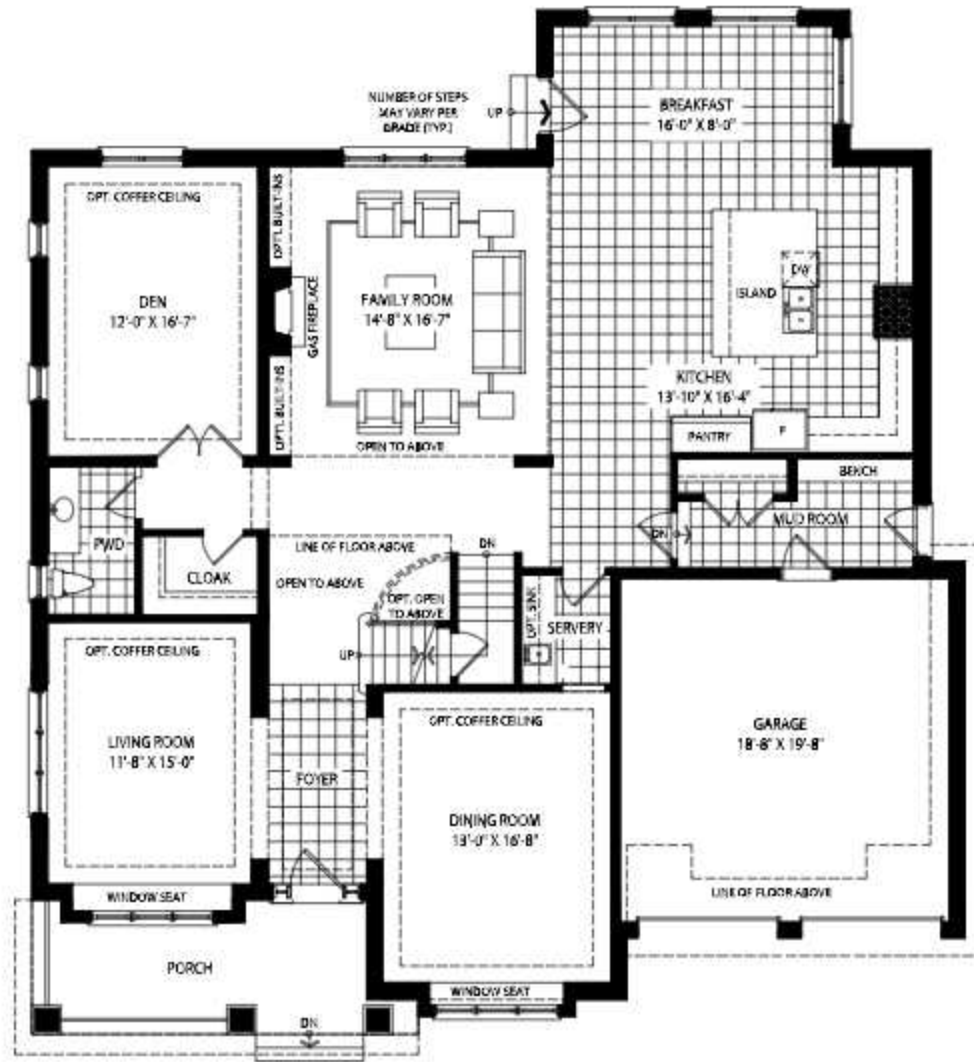 NUMBER OF STEPS
MAY VARY PER
GRADE (TYP.)
UP
BREAKFAST
16'-0" X 8'-0"
OPT. COFFER CEILING
DEN
12'-0" X 16'-7"
OPT'L BUILT-INS
GAS FIREPLACE
OPT'L BUILT-INS
FAMILY ROOM
14'-8" X 16'-7"
OPEN TO ABOVE
DW
ISLAND
KITCHEN
13'-10" X 16'-4"
PANTRY
F
BENCH
MUD ROOM
DN
PWD
CLOAK
LINE OF FLOOR ABOVE
OPEN TO ABOVE
OPT. OPEN
TO ABOVE
DN
UP
OPT. SINK
SERVERY
OPT. COFFER CEILING
LIVING ROOM
11'-8" X 15'-0"
WINDOW SEAT
FOYER
OPT. COFFER CEILING
DINING ROOM
13'-0" X 16'-8"
WINDOW SEAT
GARAGE
18'-8" X 19'-8"
LINE OF FLOOR ABOVE
PORCH
DN